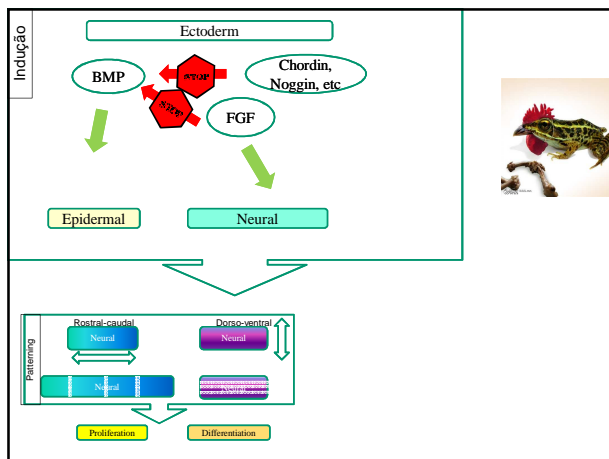 Indução
Ectoderm
BMP
STOP
Chordin,
Noggin, etc
STOP
FGF
Epidermal
Neural
Patterning
Rostral-caudal
Dorso-ventral
Neural
Neural
Neural
Neural
Proliferation
Differentiation